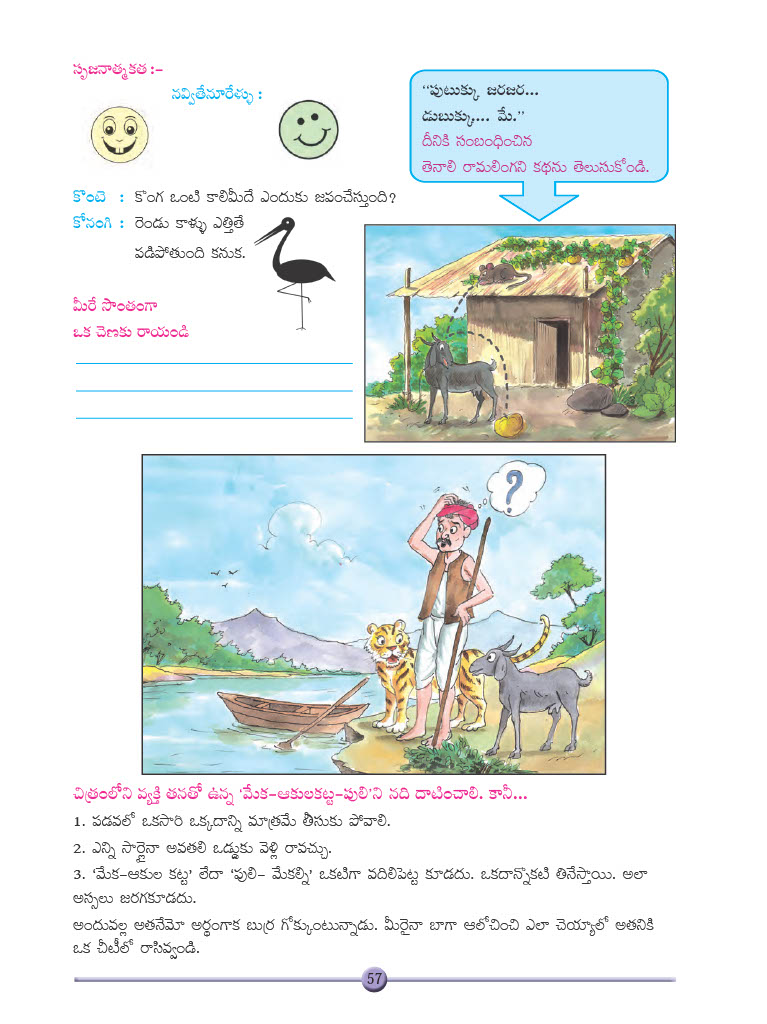 సృజనాత్మకత :–
నవ్వితేనూరేళ్ళు :
“పుటుక్కు జరజర...
డుబుక్కు... మే.”
దీనికి సంబంధించిన
తెనాలి రామలింగని కథను తెలుసుకోండి.
కొంటె : కొంగ ఒంటి కాలిమీదే ఎందుకు జపంచేస్తుంది?
కోనంగి : రెండు కాళ్ళు ఎత్తితే
పడిపోతుంది కనుక.
మీరే సొంతంగా
ఒక చెణకు రాయండి
?
చిత్రంలోని వ్యక్తి తనతో ఉన్న ‘మేక–ఆకులకట్ట–పులి’ని నది దాటించాలి. కానీ...
1. పడవలో ఒకసారి ఒక్కదాన్ని మాత్రమే తీసుకు పోవాలి.
2. ఎన్ని సార్లైనా అవతలి ఒడ్డుకు వెళ్లి రావచ్చు.
3. ‘మేక–ఆకుల కట్ట’ లేదా ‘పులి– మేకల్ని’ ఒకటిగా వదిలిపెట్ట కూడదు. ఒకదాన్నొకటి తినేస్తాయి. అలా
అస్సలు జరగకూడదు.
అందువల్ల అతనేమో అర్థంగాక బుర్ర గోక్కుంటున్నాడు. మీరైనా బాగా ఆలోచించి ఎలా చెయ్యాలో అతనికి
ఒక చీటీలో రాసివ్వండి.
57